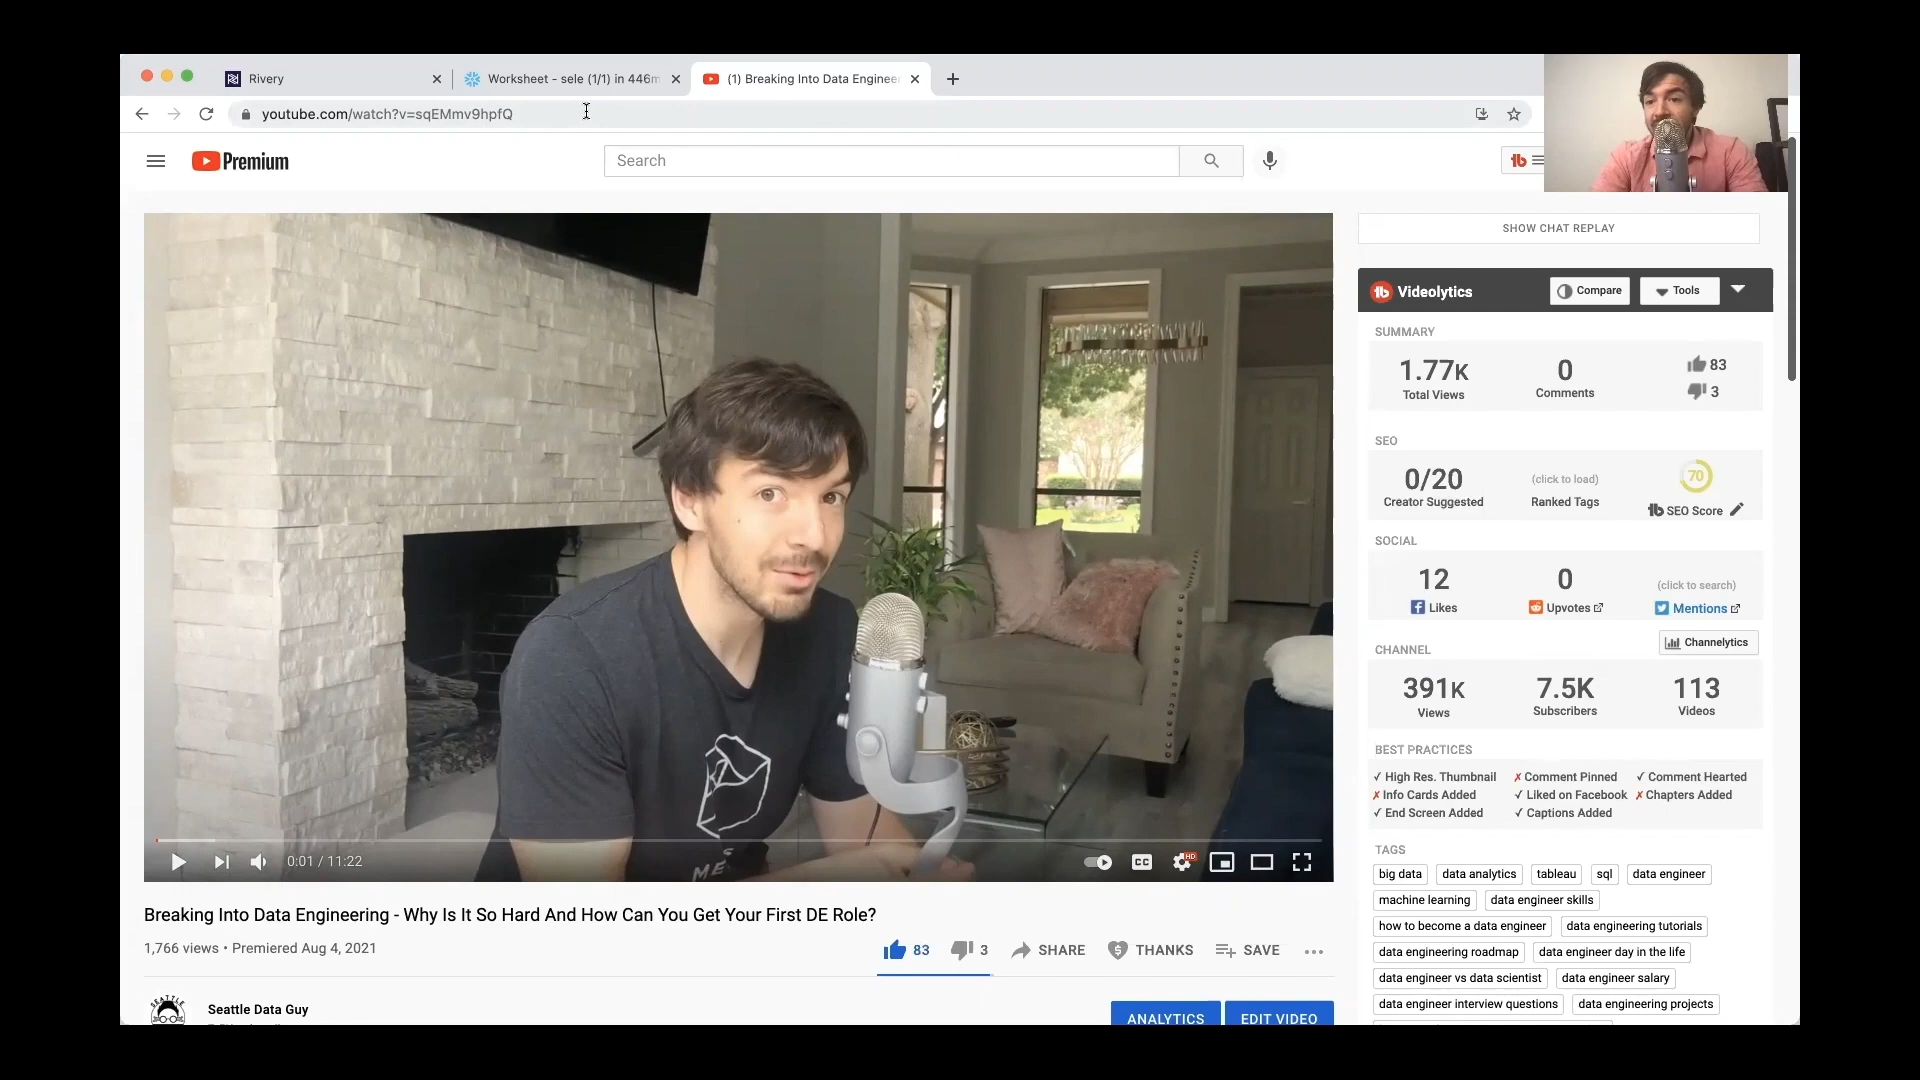 Rivery
Worksheet - sele (1/1) in 446m
(1) Breaking Into Data Enginee
youtube.com/watch?v=sqEMmv9hpfQ
Premium
Search
SHOW CHAT REPLAY
Videolytics
Compare
Tools
SUMMARY
1.77K
Total Views
0
Comments
83
3
SEO
0/20
Creator Suggested
(click to load)
Ranked Tags
70
tb SEO Score
SOCIAL
12
Likes
0
Upvotes
(click to search)
Mentions
Channelytics
CHANNEL
391K
Views
7.5K
Subscribers
113
Videos
BEST PRACTICES
✓ High Res. Thumbnail ✗ Comment Pinned ✓ Comment Hearted
✗ Info Cards Added ✓ Liked on Facebook ✗ Chapters Added
✓ End Screen Added ✓ Captions Added
TAGS
big data data analytics tableau sql data engineer
machine learning data engineer skills
how to become a data engineer data engineering tutorials
data engineering roadmap data engineer day in the life
data engineer vs data scientist data engineer salary
data engineer interview questions data engineering projects
ME
0:01 / 11:22
CC
HD
Breaking Into Data Engineering - Why Is It So Hard And How Can You Get Your First DE Role?
1,766 views • Premiered Aug 4, 2021
83 3 SHARE THANKS SAVE ...
SEATTLE
Seattle Data Guy
ANALYTICS
EDIT VIDEO